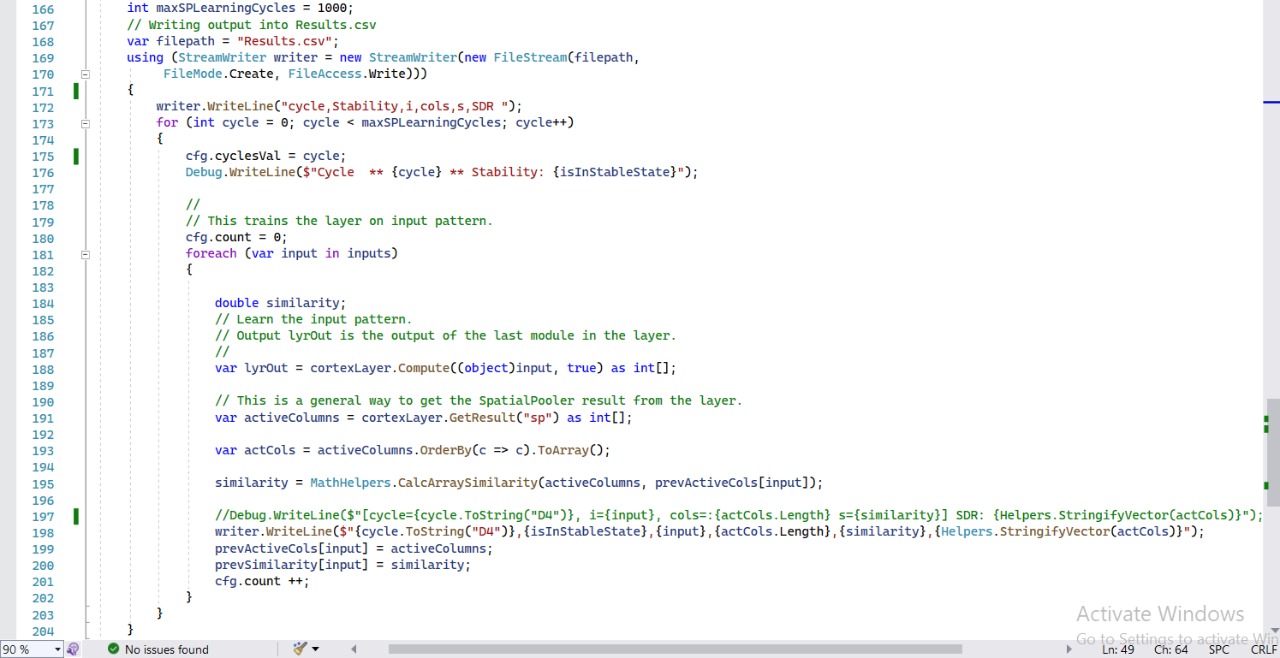 166 int maxSPLearningCycles = 1000;
167 // Writing output into Results.csv
168 var filepath = "Results.csv";
169 using (StreamWriter writer = new StreamWriter(new FileStream(filepath,
170 FileMode.Create, FileAccess.Write)))
171 {
172 writer.WriteLine("cycle,Stability,i,cols,s,SDR ");
173 for (int cycle = 0; cycle < maxSPLearningCycles; cycle++)
174 {
175 cfg.cyclesVal = cycle;
176 Debug.WriteLine($"Cycle  ** {cycle} ** Stability: {isInStableState}");
177
178 //
179 // This trains the layer on input pattern.
180 cfg.count = 0;
181 foreach (var input in inputs)
182 {
183
184 double similarity;
185 // Learn the input pattern.
186 // Output lyrOut is the output of the last module in the layer.
187 //
188 var lyrOut = cortexLayer.Compute((object)input, true) as int[];
189
190 // This is a general way to get the SpatialPooler result from the layer.
191 var activeColumns = cortexLayer.GetResult("sp") as int[];
192
193 var actCols = activeColumns.OrderBy(c => c).ToArray();
194
195 similarity = MathHelpers.CalcArraySimilarity(activeColumns, prevActiveCols[input]);
196
197 //Debug.WriteLine($"[cycle={cycle.ToString("D4")}, i={input}, cols=:{actCols.Length} s={similarity}] SDR: {Helpers.StringifyVector(actCols)}");
198 writer.WriteLine($"{cycle.ToString("D4")},{isInStableState},{input},{actCols.Length},{similarity},{Helpers.StringifyVector(actCols)}");
199 prevActiveCols[input] = activeColumns;
200 prevSimilarity[input] = similarity;
201 cfg.count ++;
202 }
203 }
204 }
Activate Windows
Go to Settings to activate Win
90 % No issues found Ln: 49 Ch: 64 SPC CRLF